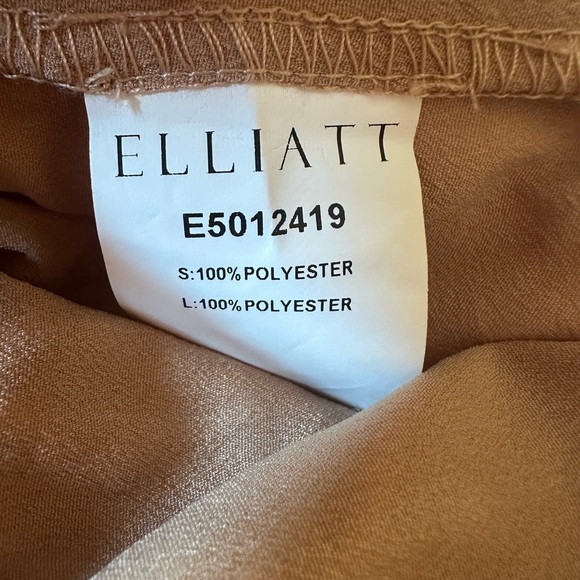 ELLIATT
E5012419
S:100%POLYESTER
L:100%POLYESTER